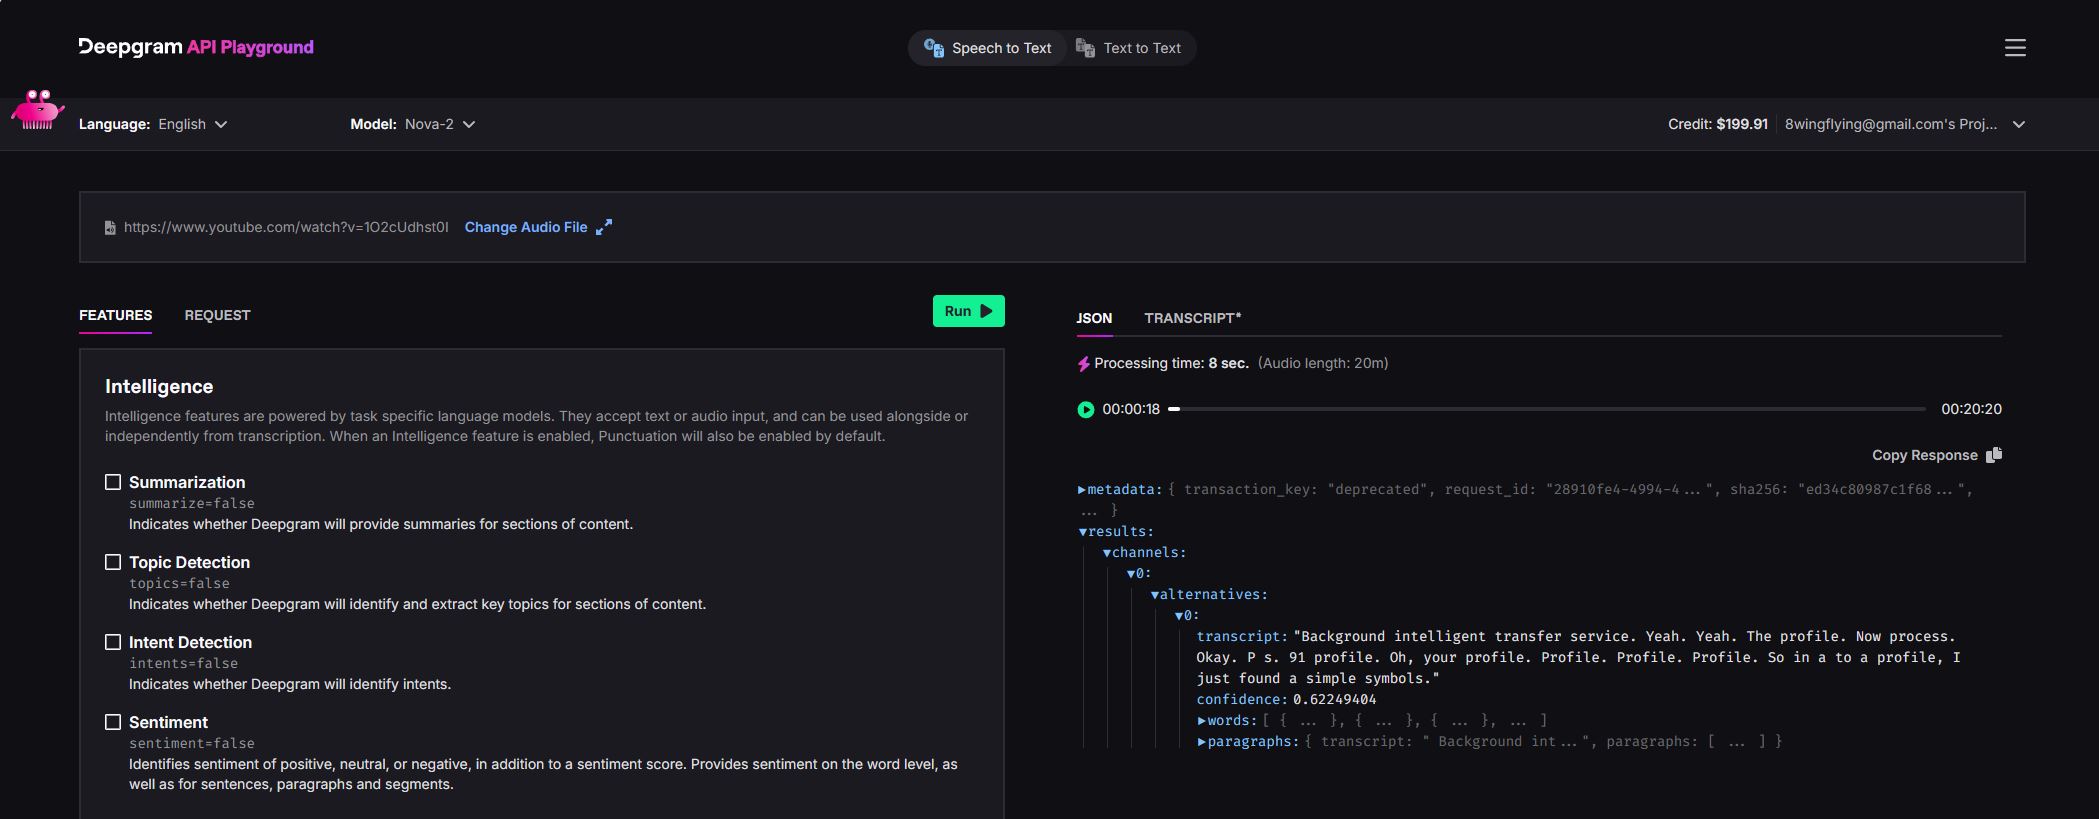 Deepgram API Playground
Speech to Text
Text to Text
Language: English
Model: Nova-2
Credit: $199.91
8wingflying@gmail.com's Proj...
https://www.youtube.com/watch?v=1O2cUdhst0I
Change Audio File
FEATURES
REQUEST
Run
Intelligence
Intelligence features are powered by task specific language models. They accept text or audio input, and can be used alongside or
independently from transcription. When an Intelligence feature is enabled, Punctuation will also be enabled by default.
Summarization
summarize=false
Indicates whether Deepgram will provide summaries for sections of content.
Topic Detection
topics=false
Indicates whether Deepgram will identify and extract key topics for sections of content.
Intent Detection
intents=false
Indicates whether Deepgram will identify intents.
Sentiment
sentiment=false
Identifies sentiment of positive, neutral, or negative, in addition to a sentiment score. Provides sentiment on the word level, as
well as for sentences, paragraphs and segments.
JSON
TRANSCRIPT*
Processing time: 8 sec. (Audio length: 20m)
00:00:18
00:20:20
Copy Response
▶metadata: { transaction_key: "deprecated", request_id: "28910fe4-4994-4...", sha256: "ed34c80987c1f68...",
... }
▼results:
▼channels:
▼0:
▼alternatives:
▼0:
transcript: "Background intelligent transfer service. Yeah. Yeah. The profile. Now process.
Okay. P s. 91 profile. Oh, your profile. Profile. Profile. Profile. So in a to a profile, I
just found a simple symbols."
confidence: 0.62249404
▶words: [ { ... }, { ... }, { ... }, ... ]
▶paragraphs: { transcript: " Background int...", paragraphs: [ ... ] }